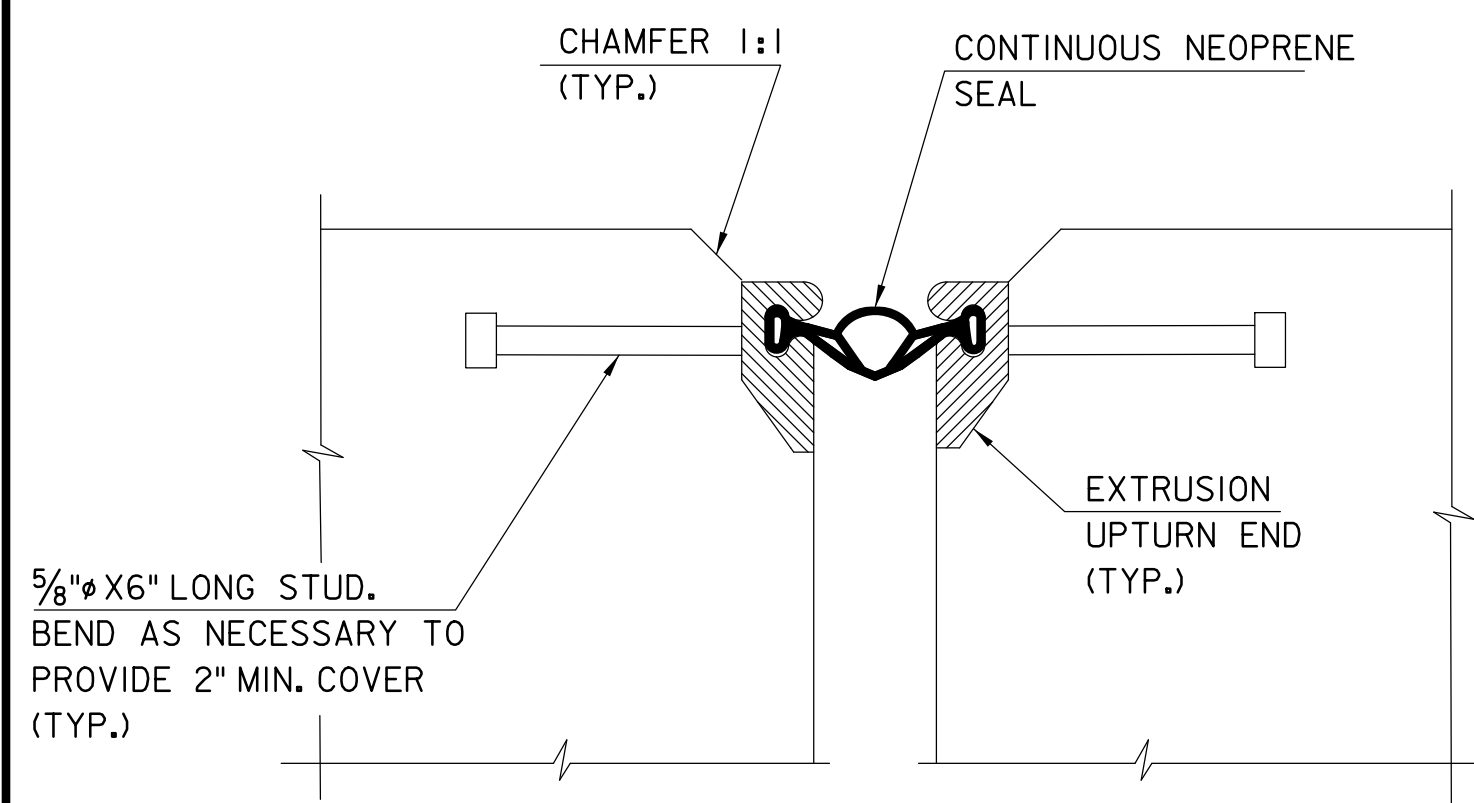 CHAMFER 1:1
(TYP.)
CONTINUOUS NEOPRENE
SEAL
EXTRUSION
UPTURN END
(TYP.)
⅝"ø X6" LONG STUD.
BEND AS NECESSARY TO
PROVIDE 2" MIN. COVER
(TYP.)